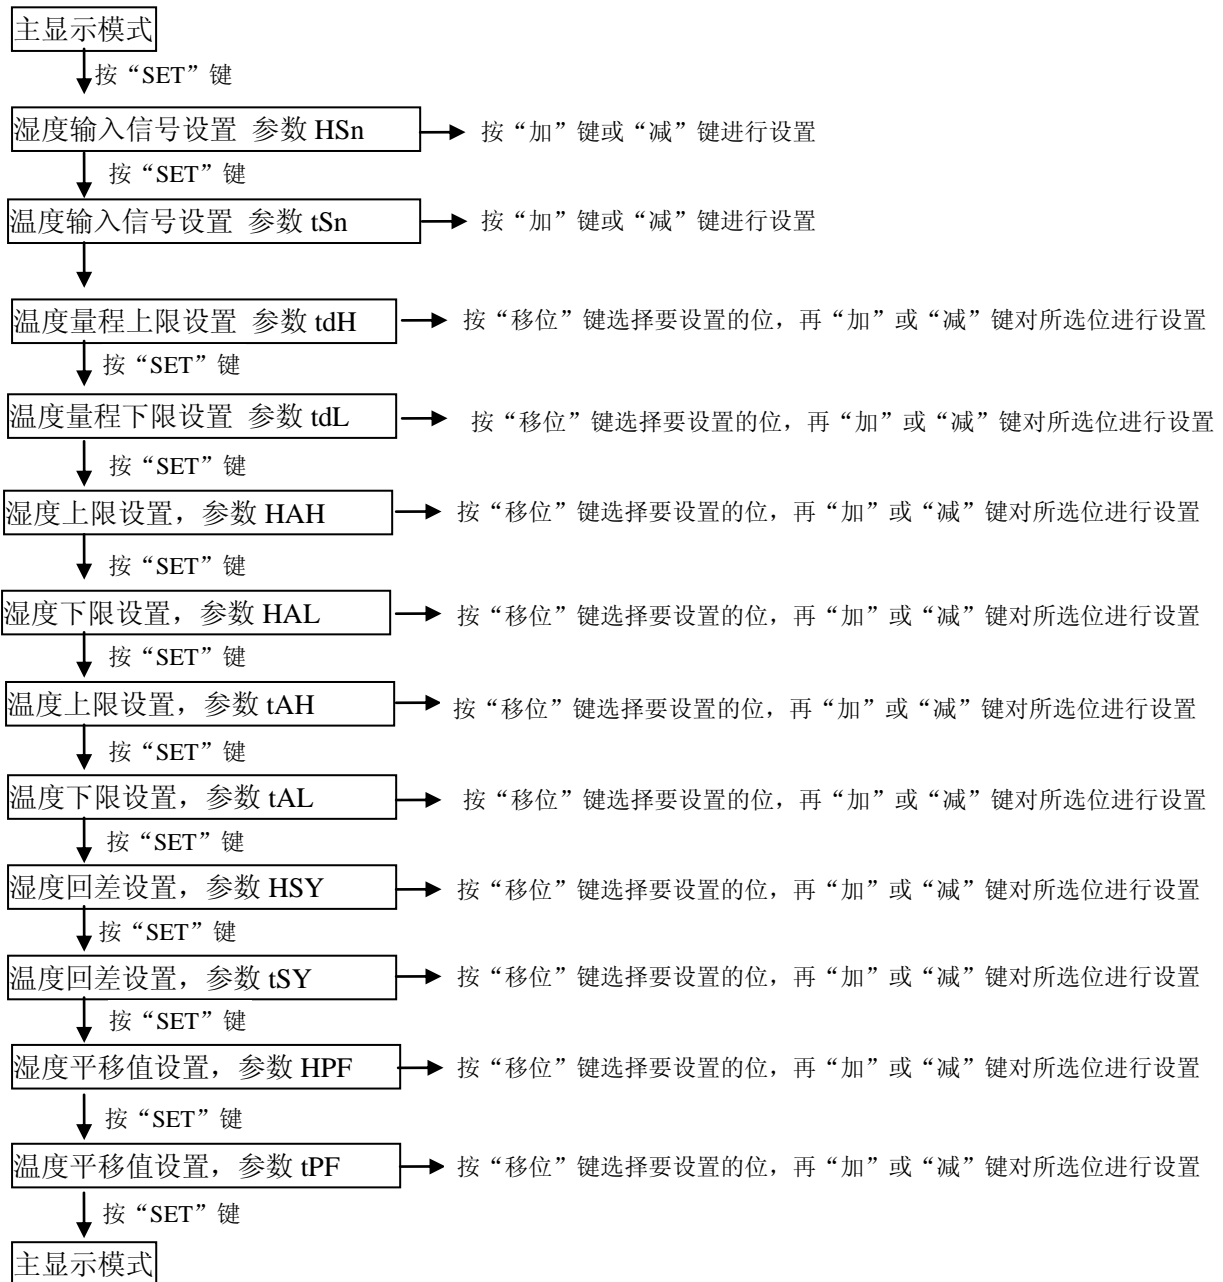 主显示模式
按“SET”键
湿度输入信号设置 参数 HSn
按“加”键或“减”键进行设置
按“SET”键
温度输入信号设置 参数 tSn
按“加”键或“减”键进行设置
温度量程上限设置 参数 tdH
按“移位”键选择要设置的位，再“加”或“减”键对所选位进行设置
按“SET”键
温度量程下限设置 参数 tdL
按“移位”键选择要设置的位，再“加”或“减”键对所选位进行设置
按“SET”键
湿度上限设置，参数 HAH
按“移位”键选择要设置的位，再“加”或“减”键对所选位进行设置
按“SET”键
湿度下限设置，参数 HAL
按“移位”键选择要设置的位，再“加”或“减”键对所选位进行设置
按“SET”键
温度上限设置，参数 tAH
按“移位”键选择要设置的位，再“加”或“减”键对所选位进行设置
按“SET”键
温度下限设置，参数 tAL
按“移位”键选择要设置的位，再“加”或“减”键对所选位进行设置
按“SET”键
湿度回差设置，参数 HSY
按“移位”键选择要设置的位，再“加”或“减”键对所选位进行设置
按“SET”键
温度回差设置，参数 tSY
按“移位”键选择要设置的位，再“加”或“减”键对所选位进行设置
按“SET”键
湿度平移值设置，参数 HPF
按“移位”键选择要设置的位，再“加”或“减”键对所选位进行设置
按“SET”键
温度平移值设置，参数 tPF
按“移位”键选择要设置的位，再“加”或“减”键对所选位进行设置
按“SET”键
主显示模式